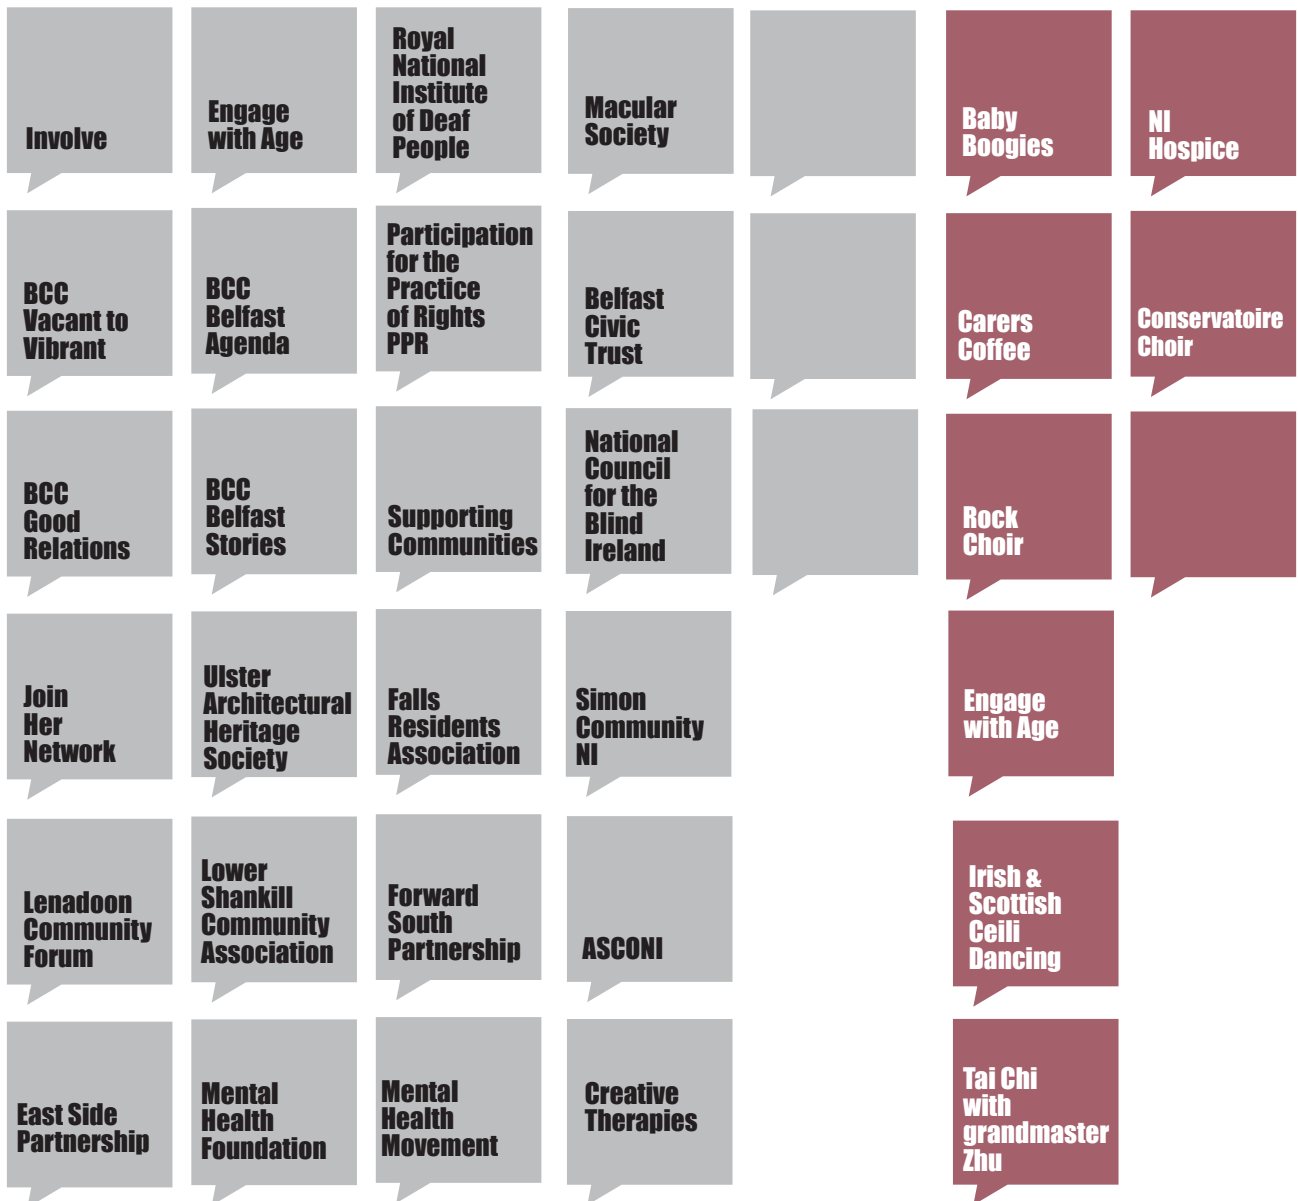 Involve
Engage
with Age
Royal
National
Institute
of Deaf
People
Macular
Society
Baby
Boogies
NI
Hospice
BCC
Vacant to
Vibrant
BCC
Belfast
Agenda
Participation
for the
Practice
of Rights
PPR
Belfast
Civic
Trust
Carers
Coffee
Conservatoire
Choir
BCC
Good
Relations
BCC
Belfast
Stories
Supporting
Communities
National
Council
for the
Blind
Ireland
Rock
Choir
Join
Her
Network
Ulster
Architectural
Heritage
Society
Falls
Residents
Association
Simon
Community
NI
Engage
with Age
Lenadoon
Community
Forum
Lower
Shankill
Community
Association
Forward
South
Partnership
ASCONI
Irish &
Scottish
Ceili
Dancing
East Side
Partnership
Mental
Health
Foundation
Mental
Health
Movement
Creative
Therapies
Tai Chi
with
grandmaster
Zhu